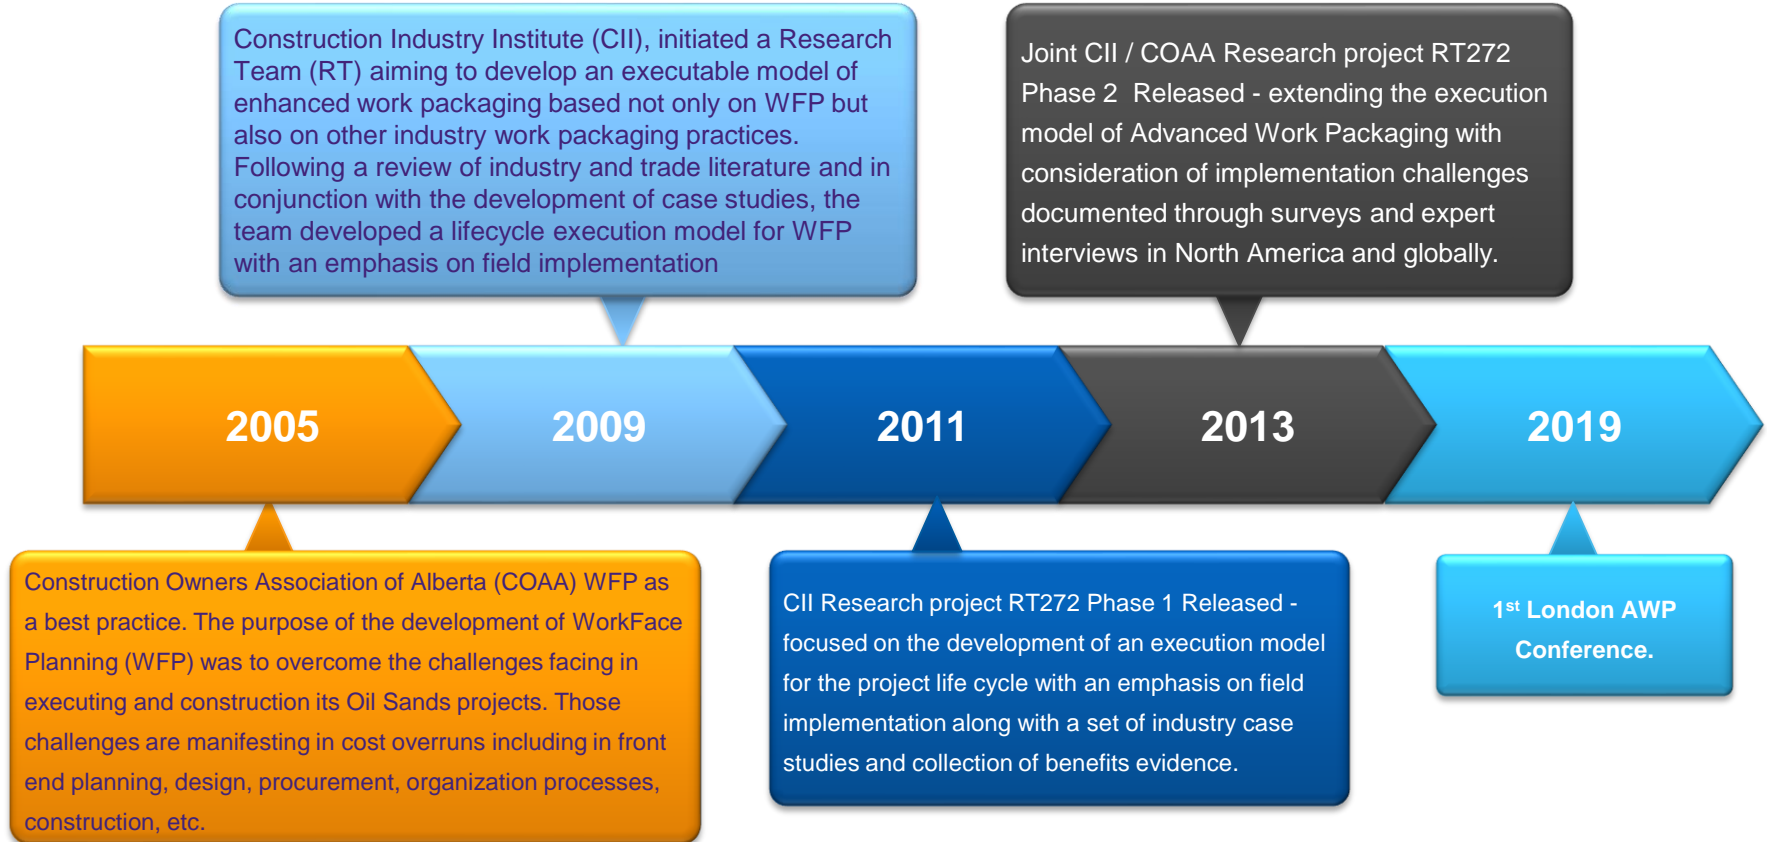 Construction Industry Institute (CII), initiated a Research
Team (RT) aiming to develop an executable model of
enhanced work packaging based not only on WFP but
also on other industry work packaging practices.
Following a review of industry and trade literature and in
conjunction with the development of case studies, the
team developed a lifecycle execution model for WFP
with an emphasis on field implementation
Joint CII / COAA Research project RT272
Phase 2 Released - extending the execution
model of Advanced Work Packaging with
consideration of implementation challenges
documented through surveys and expert
interviews in North America and globally.
2005
2009
2011
2013
2019
Construction Owners Association of Alberta (COAA) WFP as
a best practice. The purpose of the development of WorkFace
Planning (WFP) was to overcome the challenges facing in
executing and construction its Oil Sands projects. Those
challenges are manifesting in cost overruns including in front
end planning, design, procurement, organization processes,
construction, etc.
CII Research project RT272 Phase 1 Released -
focused on the development of an execution model
for the project life cycle with an emphasis on field
implementation along with a set of industry case
studies and collection of benefits evidence.
1st London AWP
Conference.